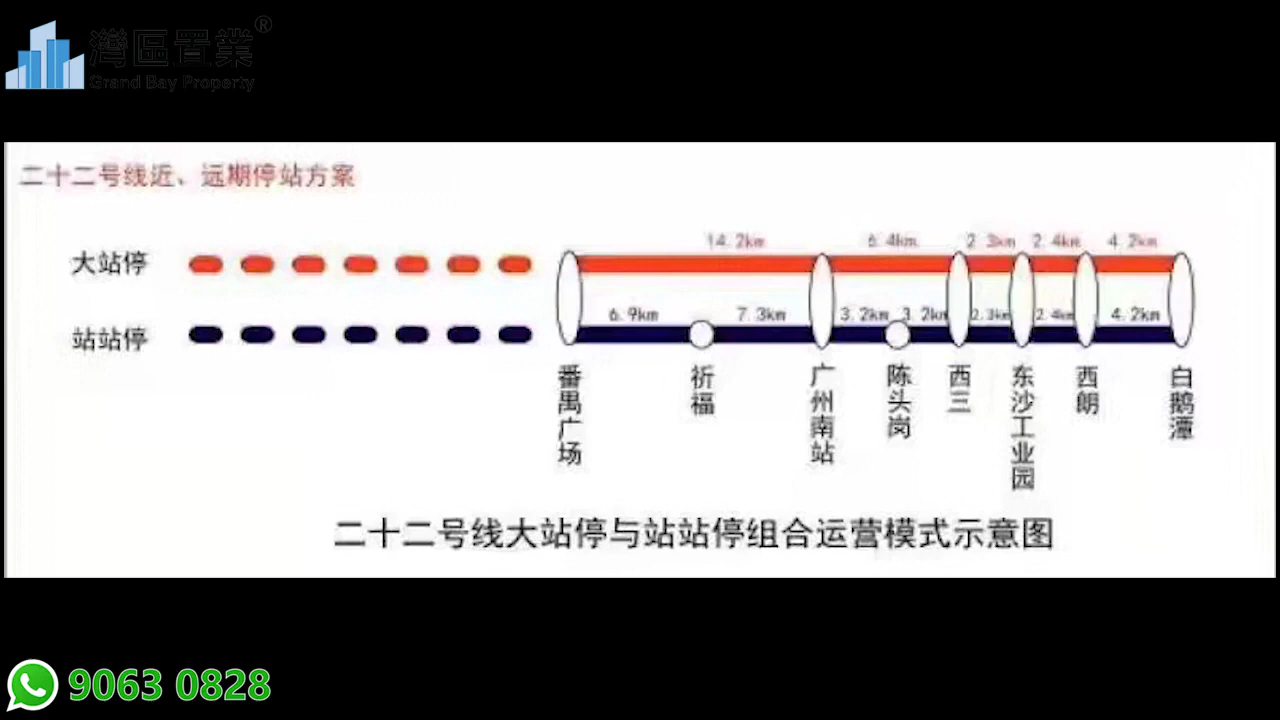 灣區置業®
Grand Bay Property
二十二号线近、远期停站方案
大站停
14.2km 6.4km 2.3km 2.4km 4.2km
站站停
6.9km 7.3km 3.2km 3.2km 2.3km 2.4km 4.2km
番禺广场
祈福
广州南站
陈头岗
西三
东沙工业园
西朗
白鹅潭
二十二号线大站停与站站停组合运营模式示意图
9063 0828